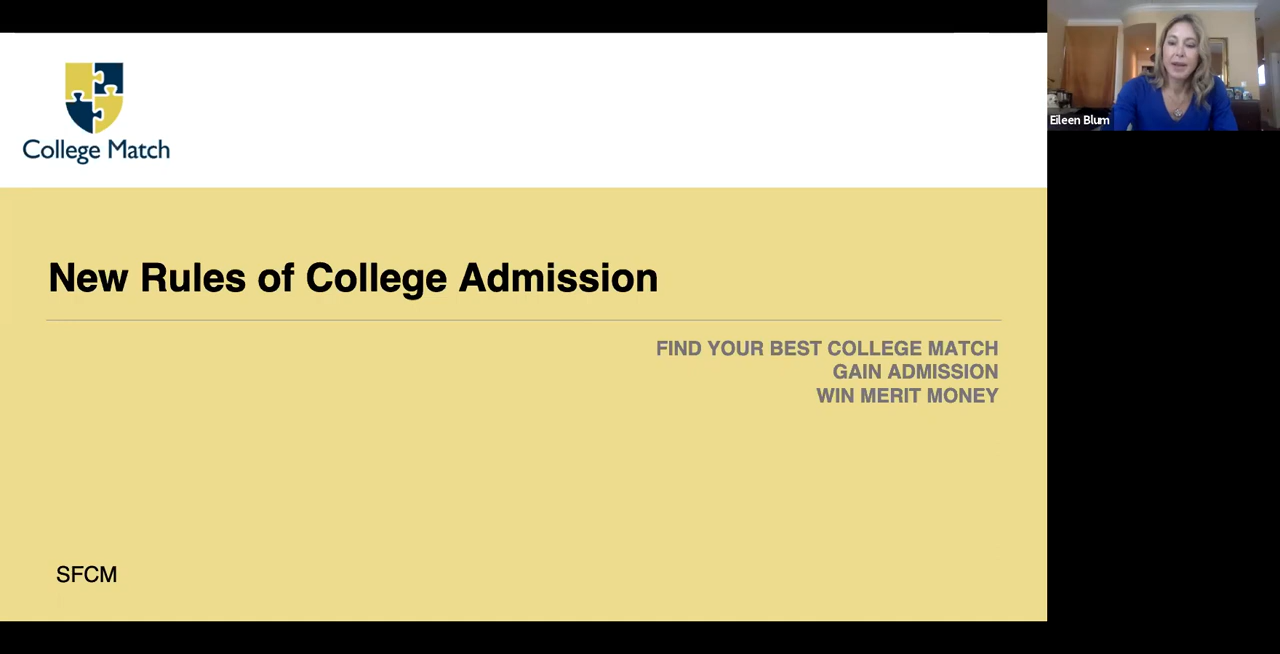 College Match
Eileen Blum
New Rules of College Admission
FIND YOUR BEST COLLEGE MATCH
GAIN ADMISSION
WIN MERIT MONEY
SFCM